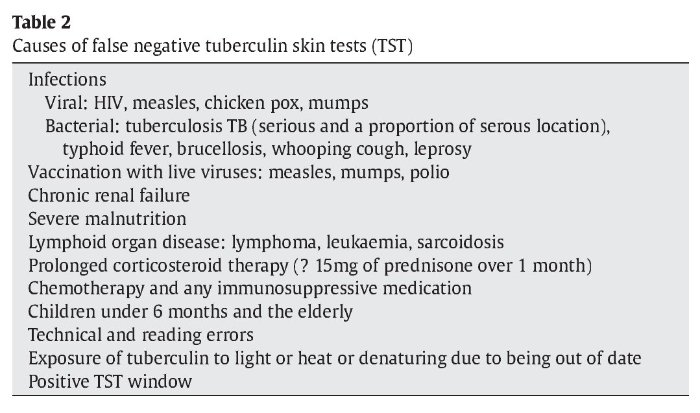 Table 2
Causes of false negative tuberculin skin tests (TST)
Infections
Viral: HIV, measles, chicken pox, mumps
Bacterial: tuberculosis TB (serious and a proportion of serous location),
typhoid fever, brucellosis, whooping cough, leprosy
Vaccination with live viruses: measles, mumps, polio
Chronic renal failure
Severe malnutrition
Lymphoid organ disease: lymphoma, leukaemia, sarcoidosis
Prolonged corticosteroid therapy (? 15mg of prednisone over 1 month)
Chemotherapy and any immunosuppressive medication
Children under 6 months and the elderly
Technical and reading errors
Exposure of tuberculin to light or heat or denaturing due to being out of date
Positive TST window